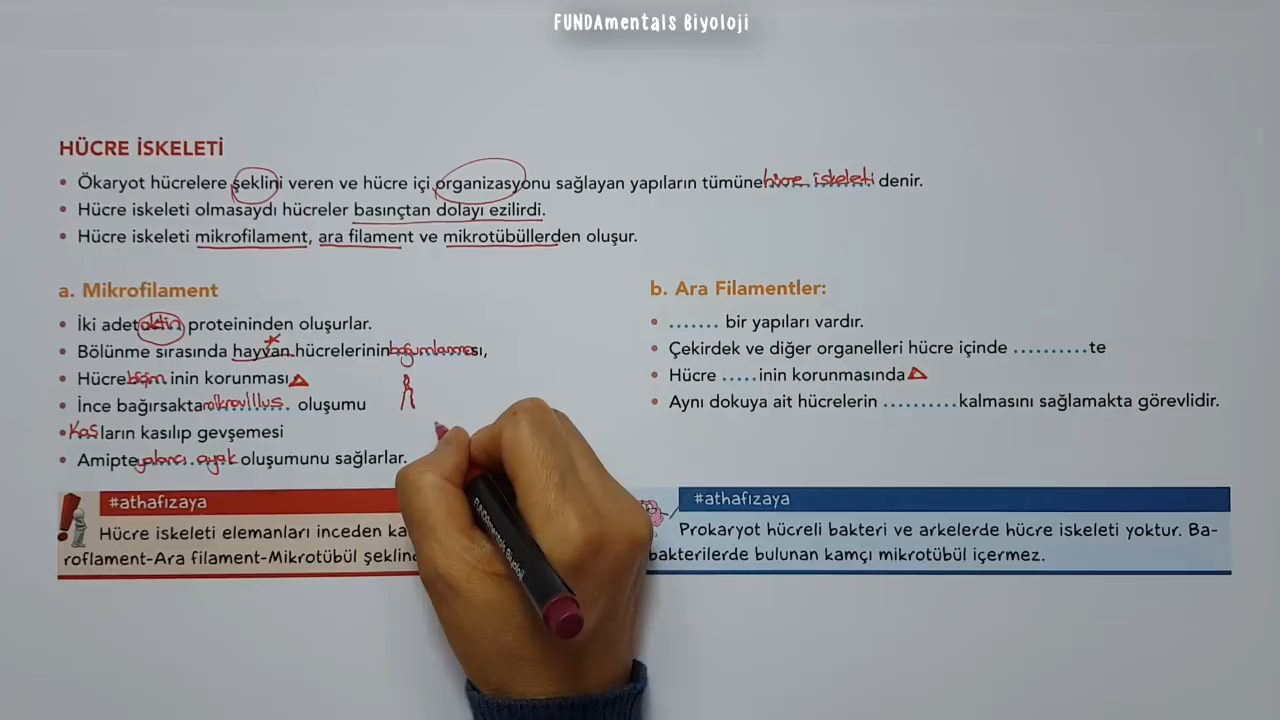 FUNDAmentals Biyoloji
HÜCRE İSKELETİ
• Ökaryot hücrelere şeklini veren ve hücre içi organizasyonu sağlayan yapıların tümüne hücre iskeleti denir.
• Hücre iskeleti olmasaydı hücreler basınçtan dolayı ezilirdi.
• Hücre iskeleti mikrofilament, ara filament ve mikrotübüllerden oluşur.
a. Mikrofilament
• İki adet aktin proteininden oluşurlar.
• Bölünme sırasında hayvan hücrelerinin boğumlanması,
• Hücre biçim inin korunması
• İnce bağırsakta mikrovillus oluşumu
• Kasların kasılıp gevşemesi
• Amipte yalancı ayak oluşumunu sağlarlar.
b. Ara Filamentler:
• ....... bir yapıları vardır.
• Çekirdek ve diğer organelleri hücre içinde ..........te
• Hücre .....inin korunmasında
• Aynı dokuya ait hücrelerin ..........kalmasını sağlamakta görevlidir.
#athafızaya
Hücre iskeleti elemanları inceden
roflament-Ara filament-Mikrotübül
#athafızaya
Prokaryot hücreli bakteri ve arkelerde hücre iskeleti yoktur. Ba-
bakterilerde bulunan kamçı mikrotübül içermez.
FUNDAmentals Biyoloji